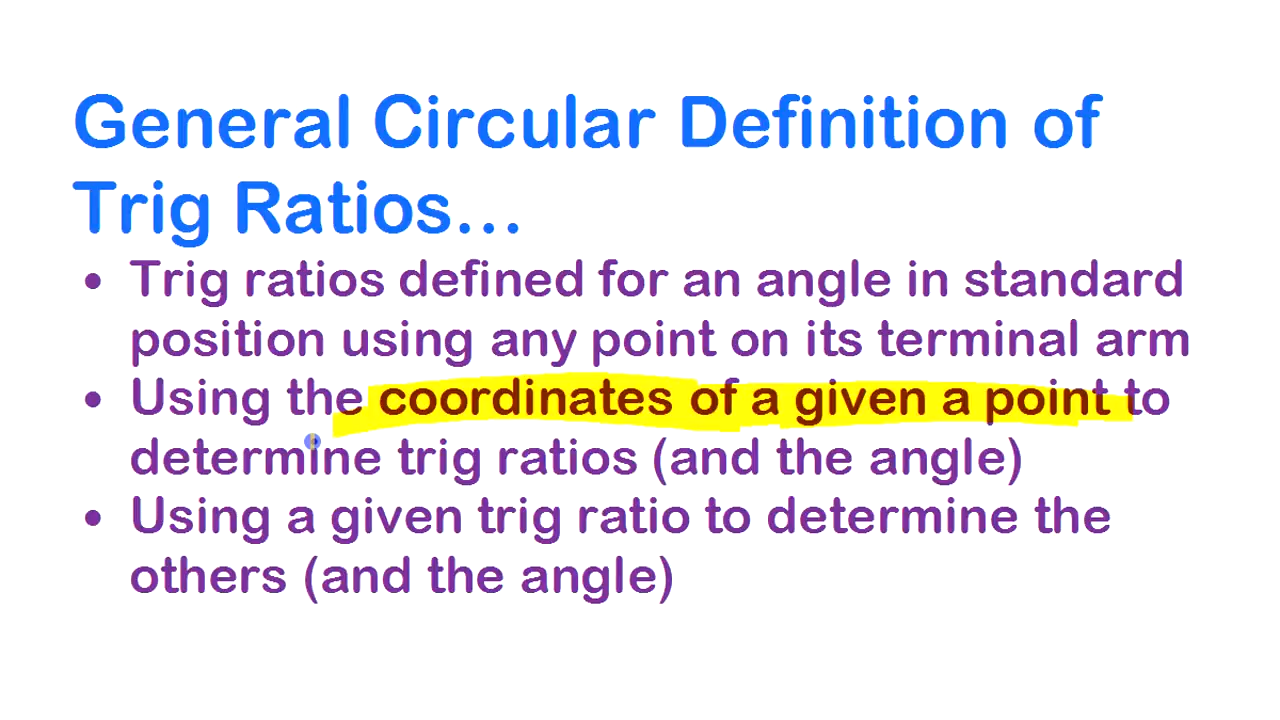 General Circular Definition of
Trig Ratios...
• Trig ratios defined for an angle in standard
position using any point on its terminal arm
• Using the coordinates of a given a point to
determine trig ratios (and the angle)
• Using a given trig ratio to determine the
others (and the angle)